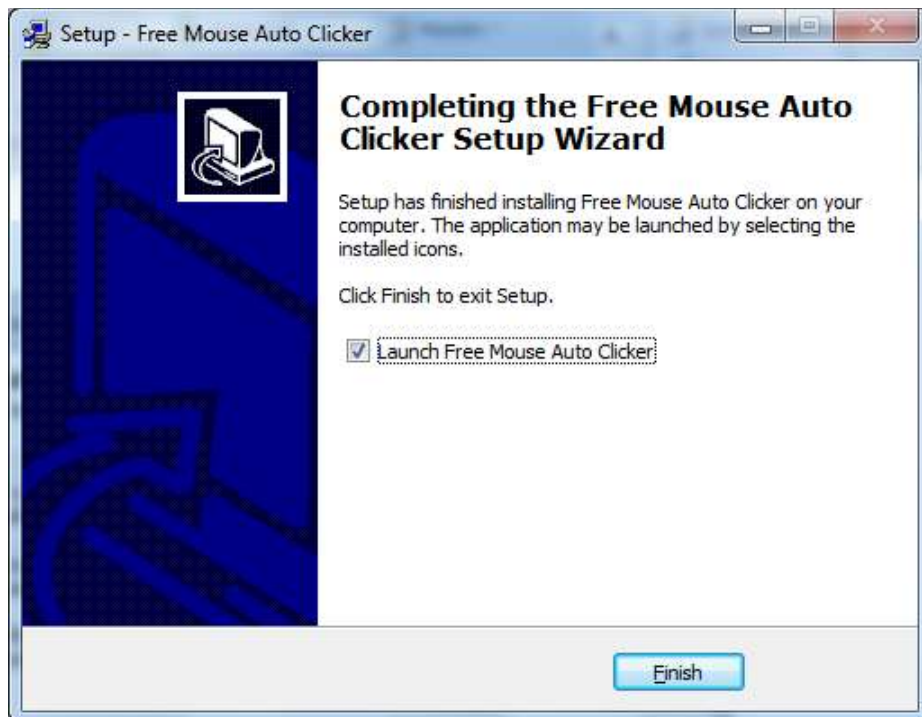 Setup - Free Mouse Auto Clicker
Completing the Free Mouse Auto
Clicker Setup Wizard
Setup has finished installing Free Mouse Auto Clicker on your
computer. The application may be launched by selecting the
installed icons.
Click Finish to exit Setup.
Launch Free Mouse Auto Clicker
Finish